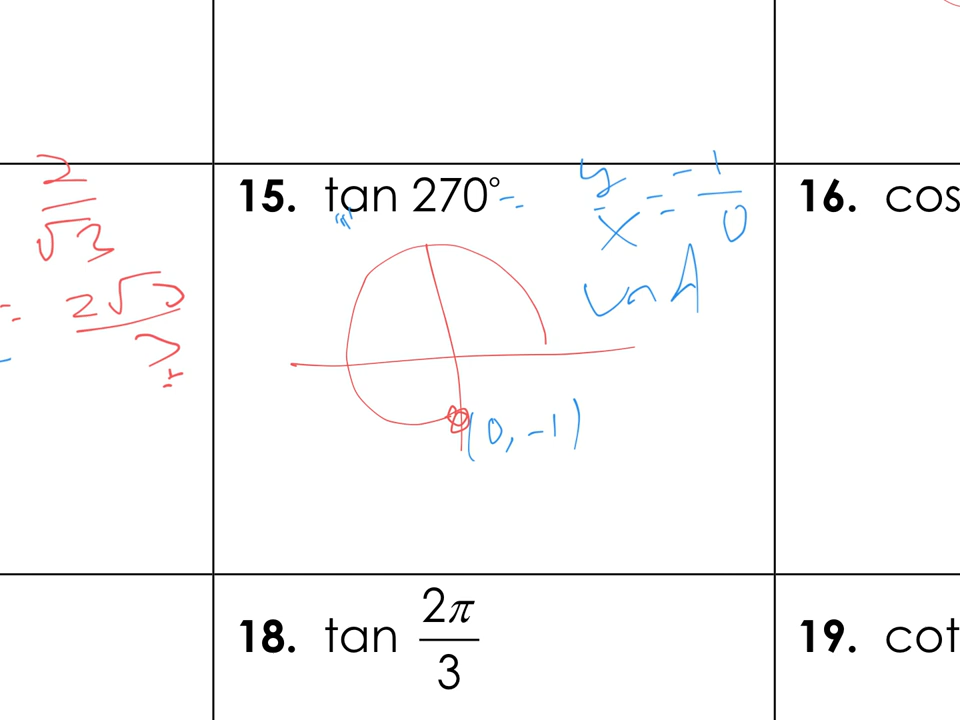 2
√3
2√3
15. tan 270° = y/x = -1/0
und
(0, -1)
16. cos
18. tan 2π/3
19. cot